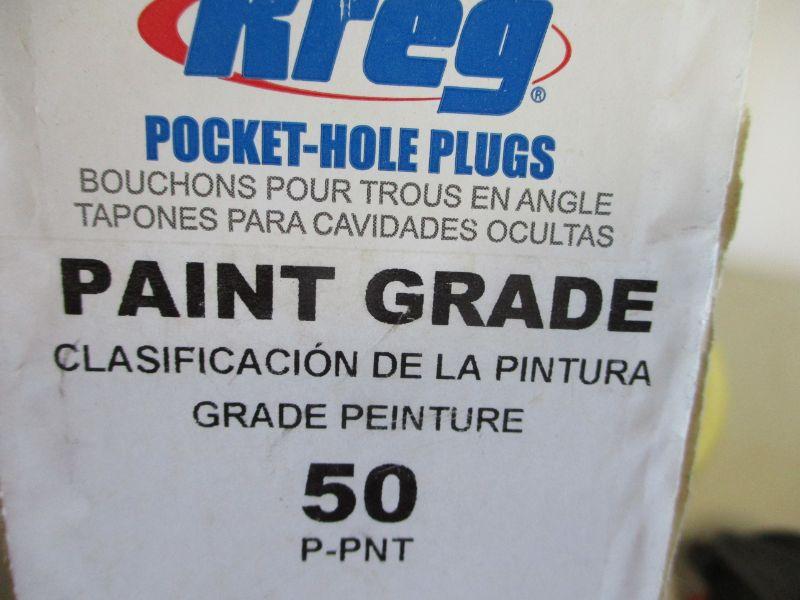 Kreg®
POCKET-HOLE PLUGS
BOUCHONS POUR TROUS EN ANGLE
TAPONES PARA CAVIDADES OCULTAS
PAINT GRADE
CLASIFICACIÓN DE LA PINTURA
GRADE PEINTURE
50
P-PNT